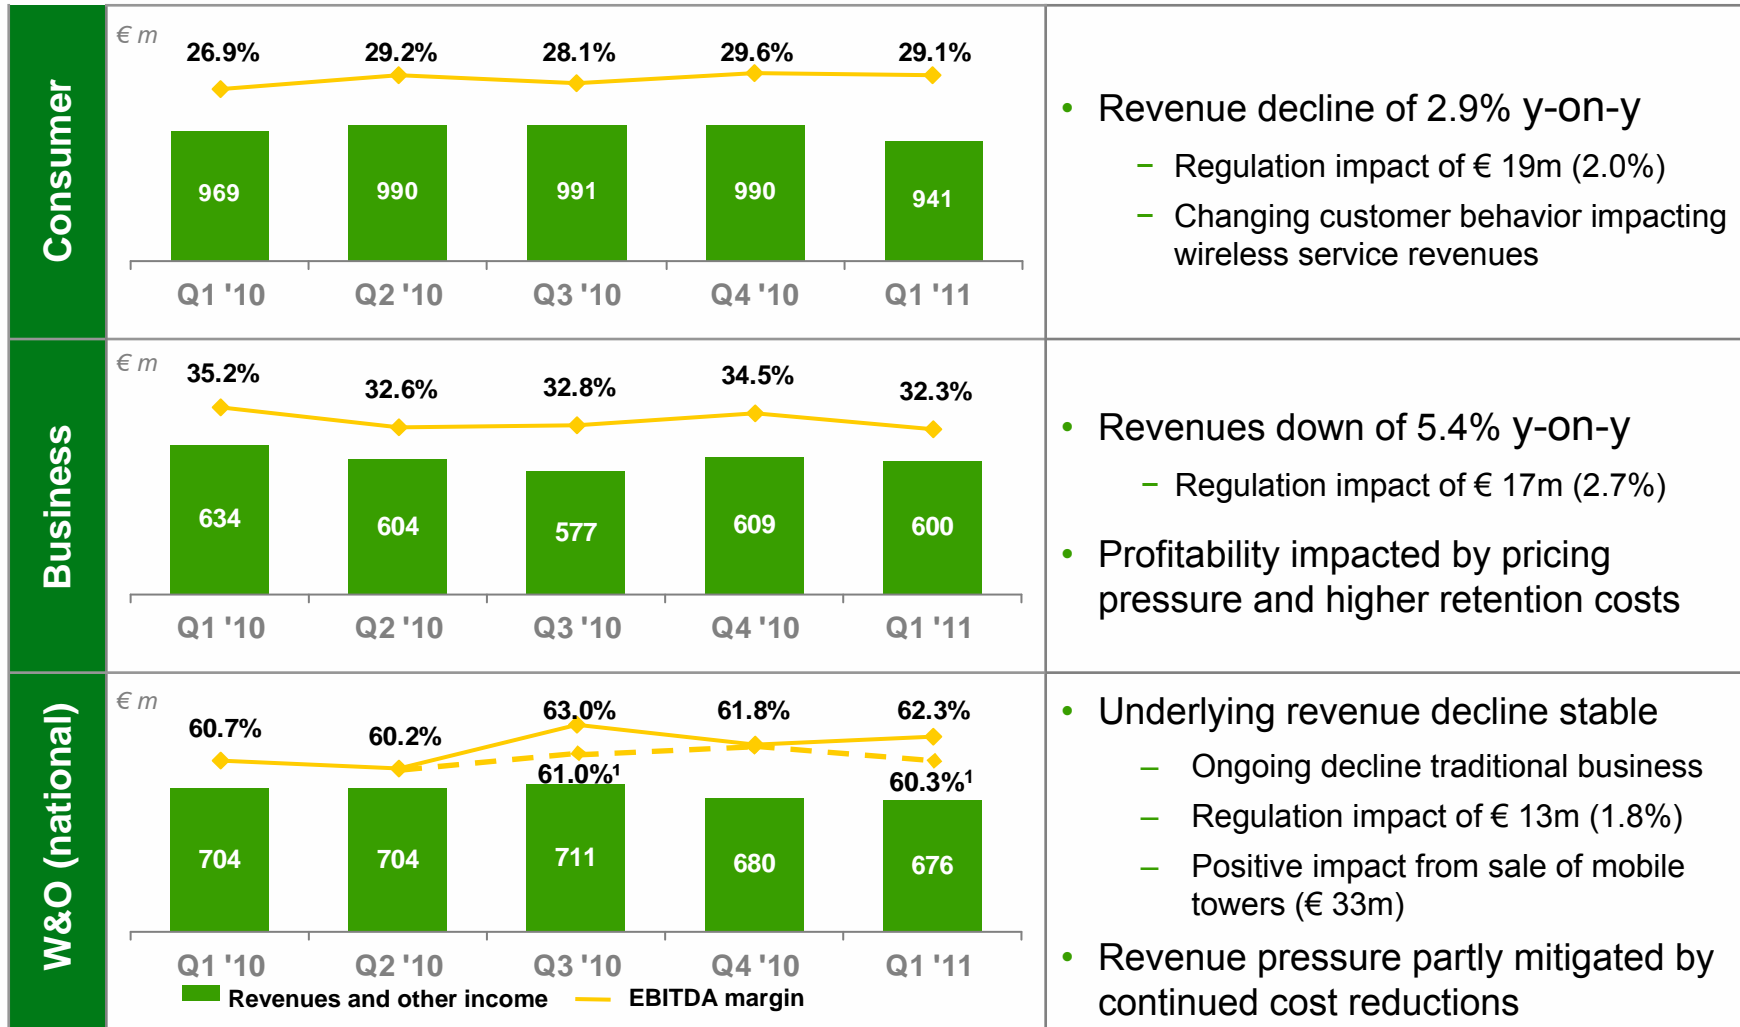 Consumer
€ m
26.9% 29.2% 28.1% 29.6% 29.1%
969 990 991 990 941
Q1 '10 Q2 '10 Q3 '10 Q4 '10 Q1 '11
• Revenue decline of 2.9% y-on-y
− Regulation impact of € 19m (2.0%)
− Changing customer behavior impacting
wireless service revenues
Business
€ m
35.2% 32.6% 32.8% 34.5% 32.3%
634 604 577 609 600
Q1 '10 Q2 '10 Q3 '10 Q4 '10 Q1 '11
• Revenues down of 5.4% y-on-y
− Regulation impact of € 17m (2.7%)
• Profitability impacted by pricing
pressure and higher retention costs
W&O (national)
€ m
60.7% 60.2% 63.0% 61.8% 62.3%
61.0%¹ 60.3%¹
704 704 711 680 676
Q1 '10 Q2 '10 Q3 '10 Q4 '10 Q1 '11
Revenues and other income EBITDA margin
• Underlying revenue decline stable
– Ongoing decline traditional business
– Regulation impact of € 13m (1.8%)
– Positive impact from sale of mobile
towers (€ 33m)
• Revenue pressure partly mitigated by
continued cost reductions